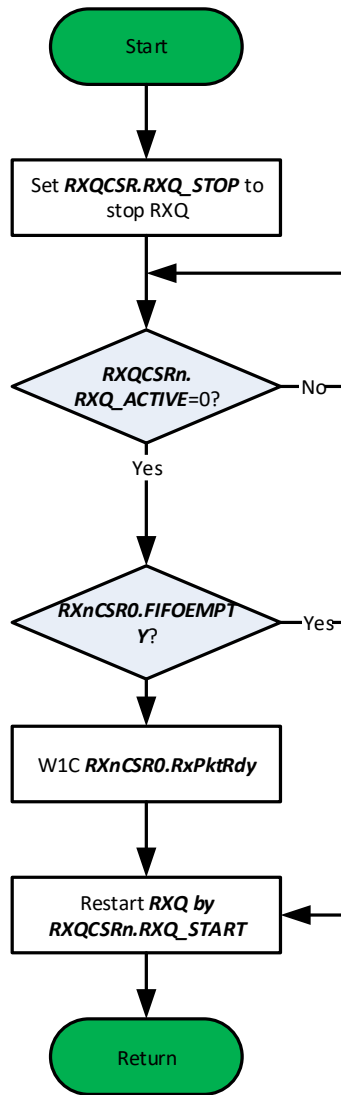 Start
Set RXQCSR.RXQ_STOP to
stop RXQ
RXQCSRn.
RXQ_ACTIVE=0?
No
Yes
RXnCSR0.FIFOEMPT
Y?
Yes
W1C RXnCSR0.RxPktRdy
Restart RXQ by
RXQCSRn.RXQ_START
Return